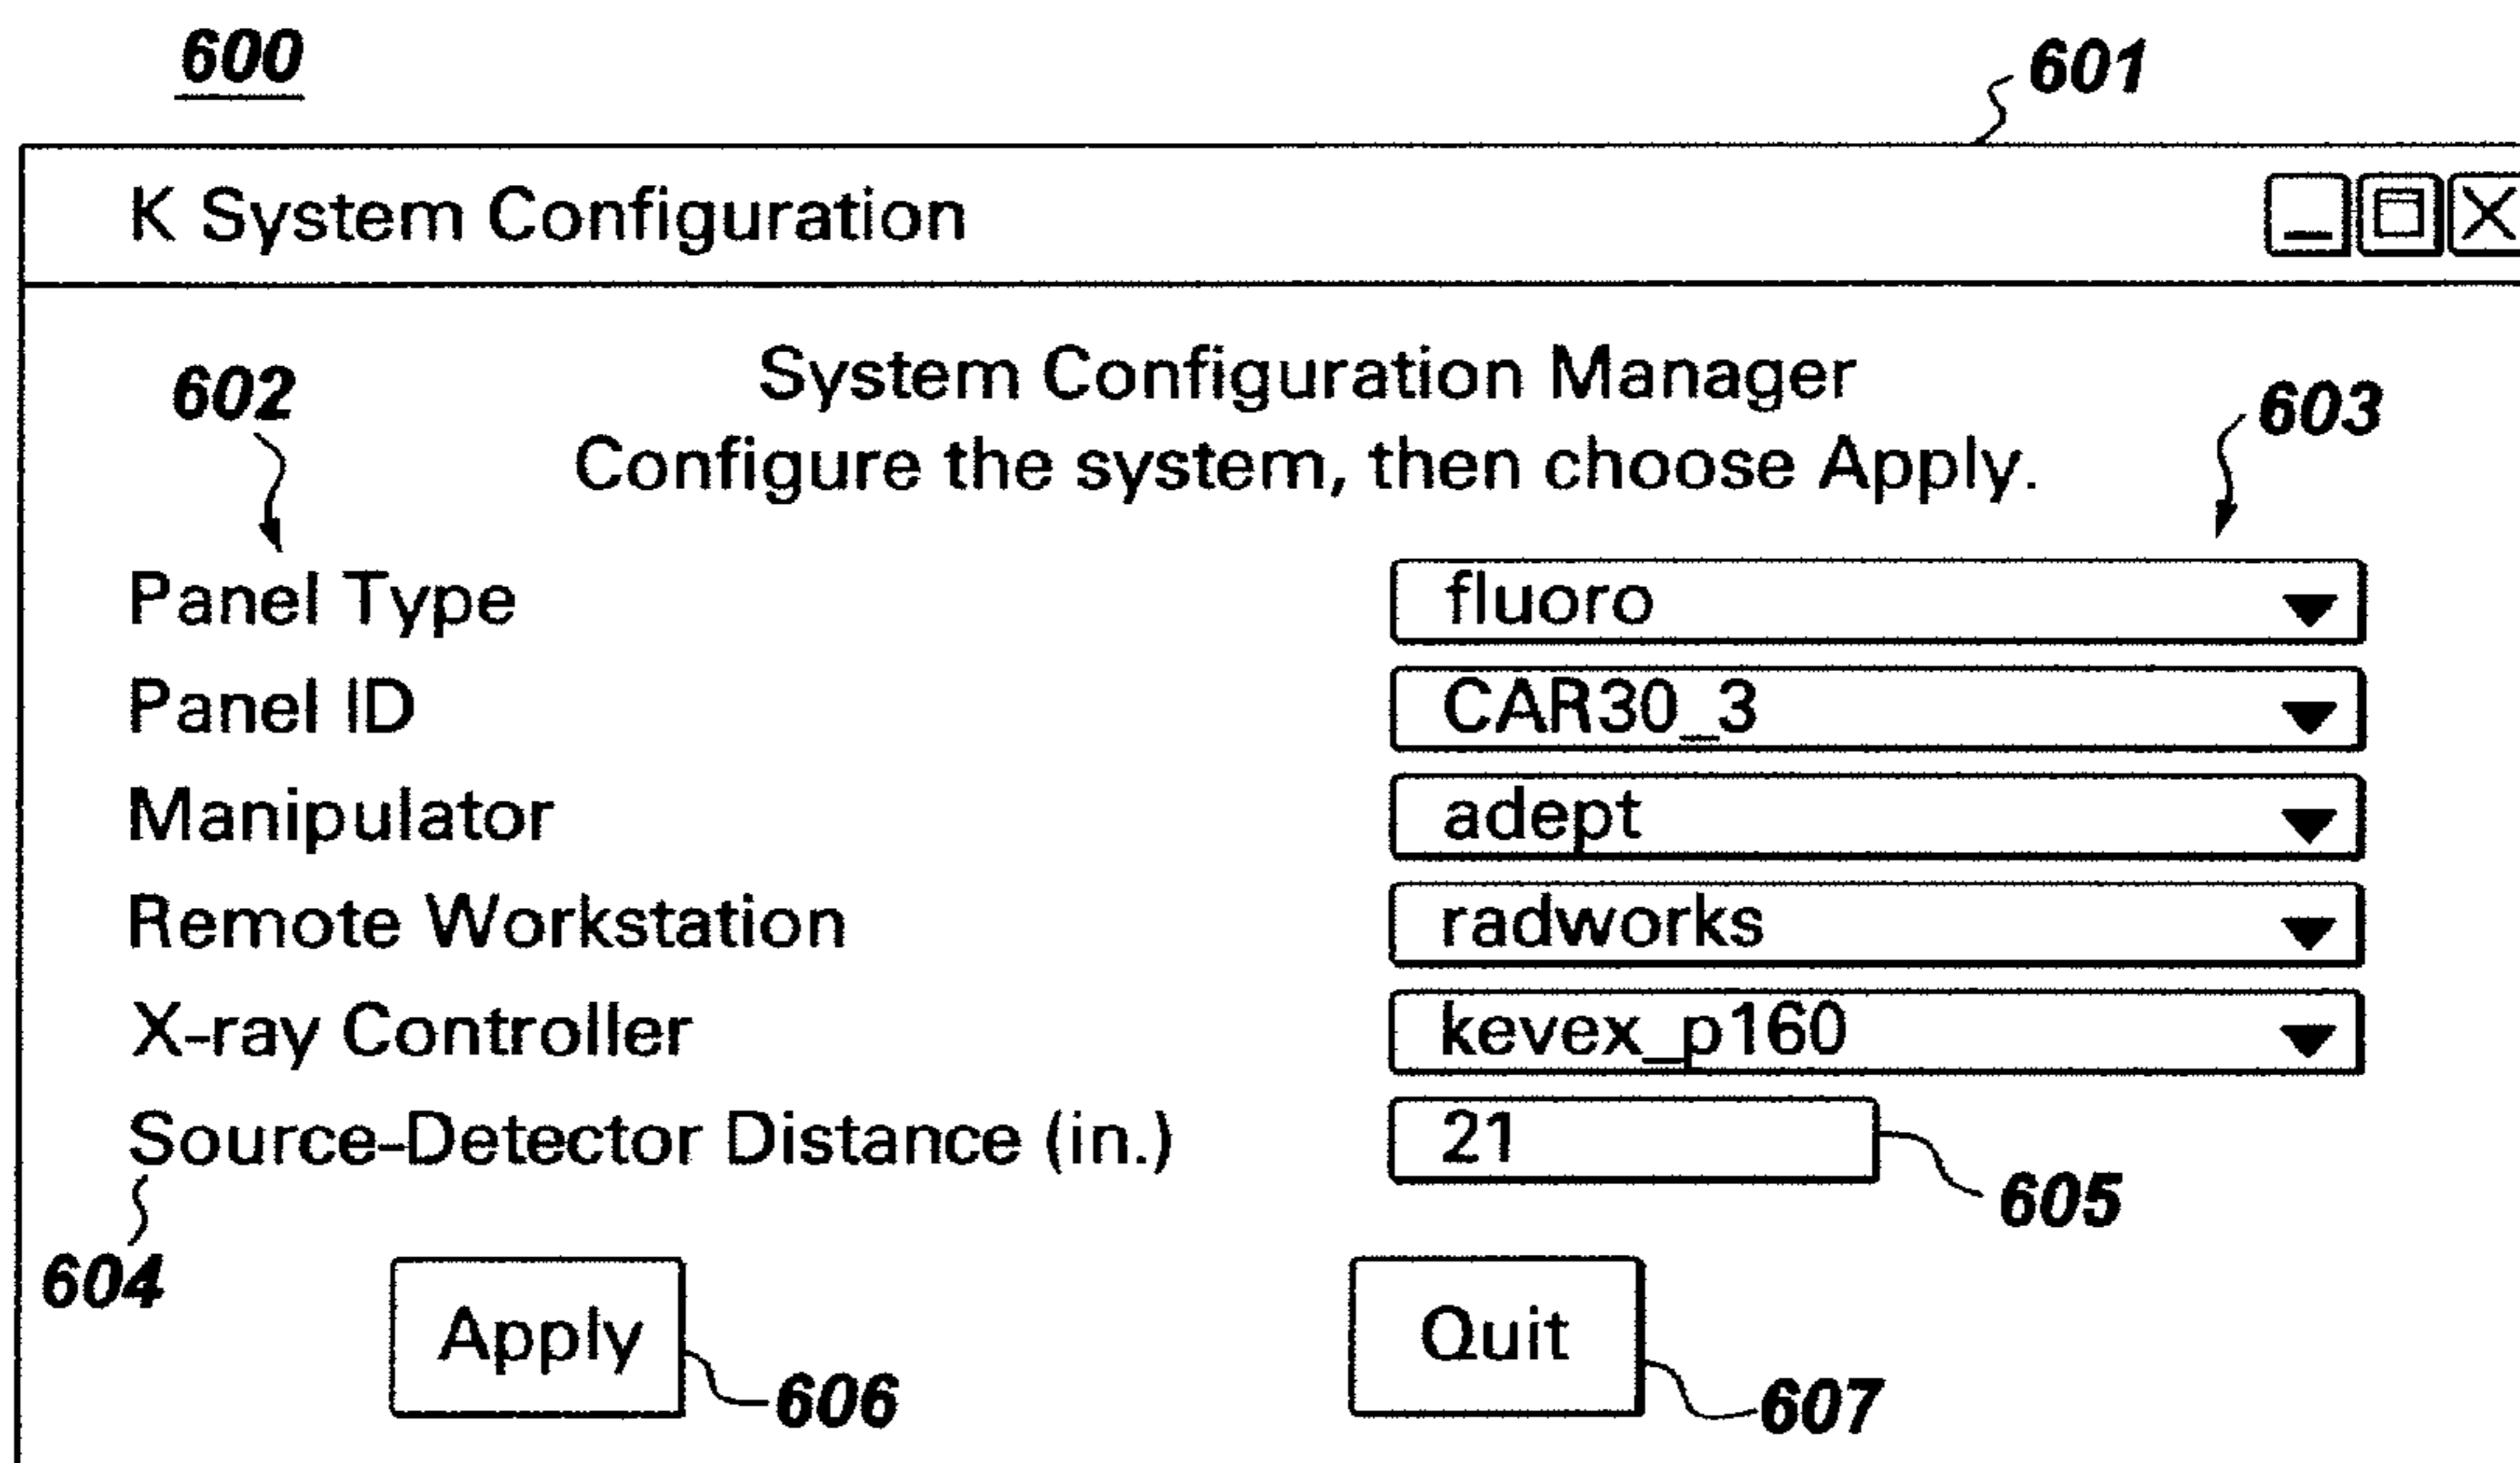 600
601
K System Configuration
System Configuration Manager
602
603
Configure the system, then choose Apply.
Panel Type fluoro
Panel ID CAR30_3
Manipulator adept
Remote Workstation radworks
X-ray Controller kevex_p160
Source-Detector Distance (in.) 21
605
604
Apply Quit
606
607